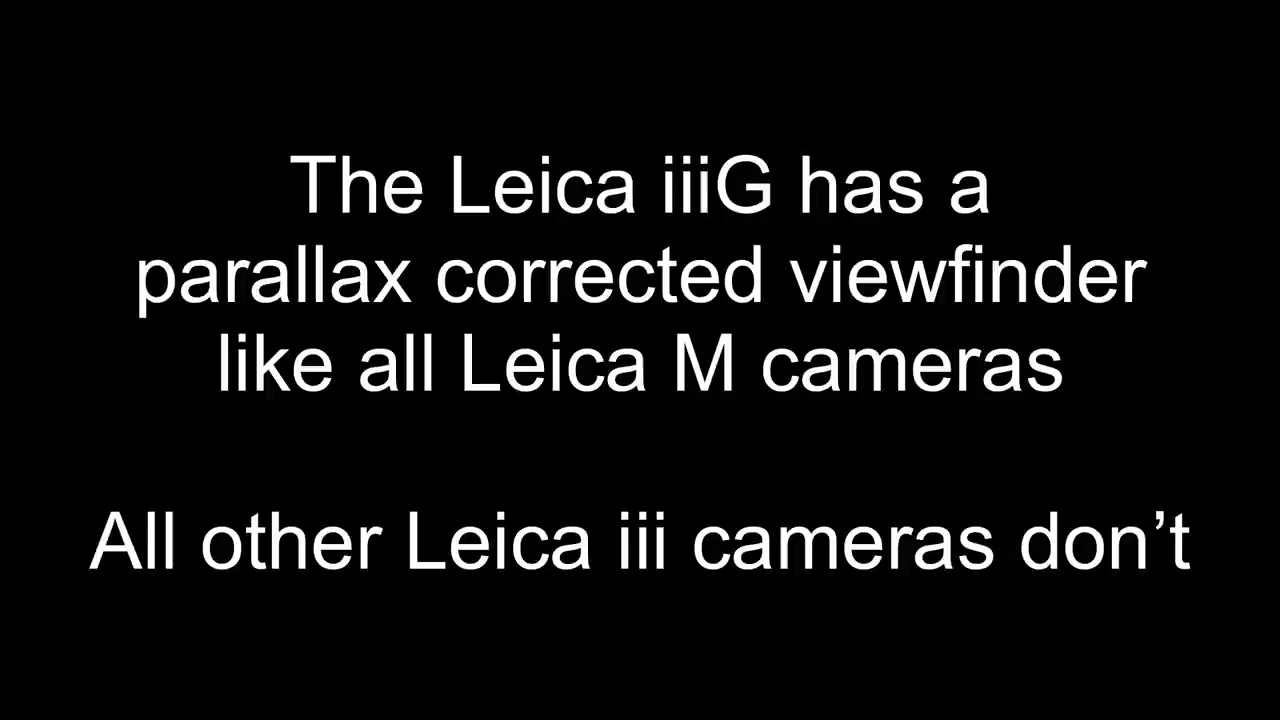 The Leica iiiG has a
parallax corrected viewfinder
like all Leica M cameras
All other Leica iii cameras don’t